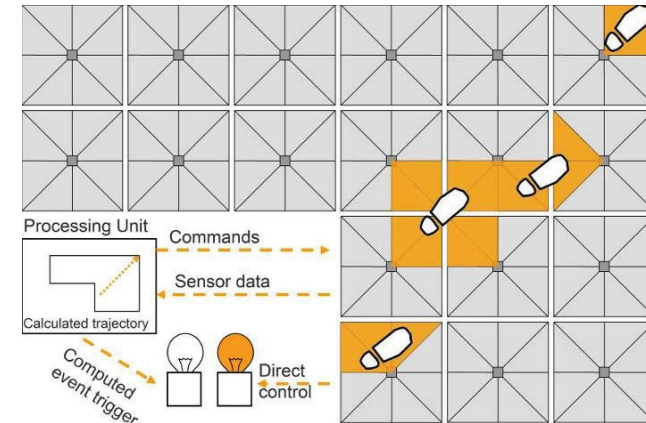 Processing Unit
Commands
Sensor data
Calculated trajectory
Computed
event trigger
Direct
control